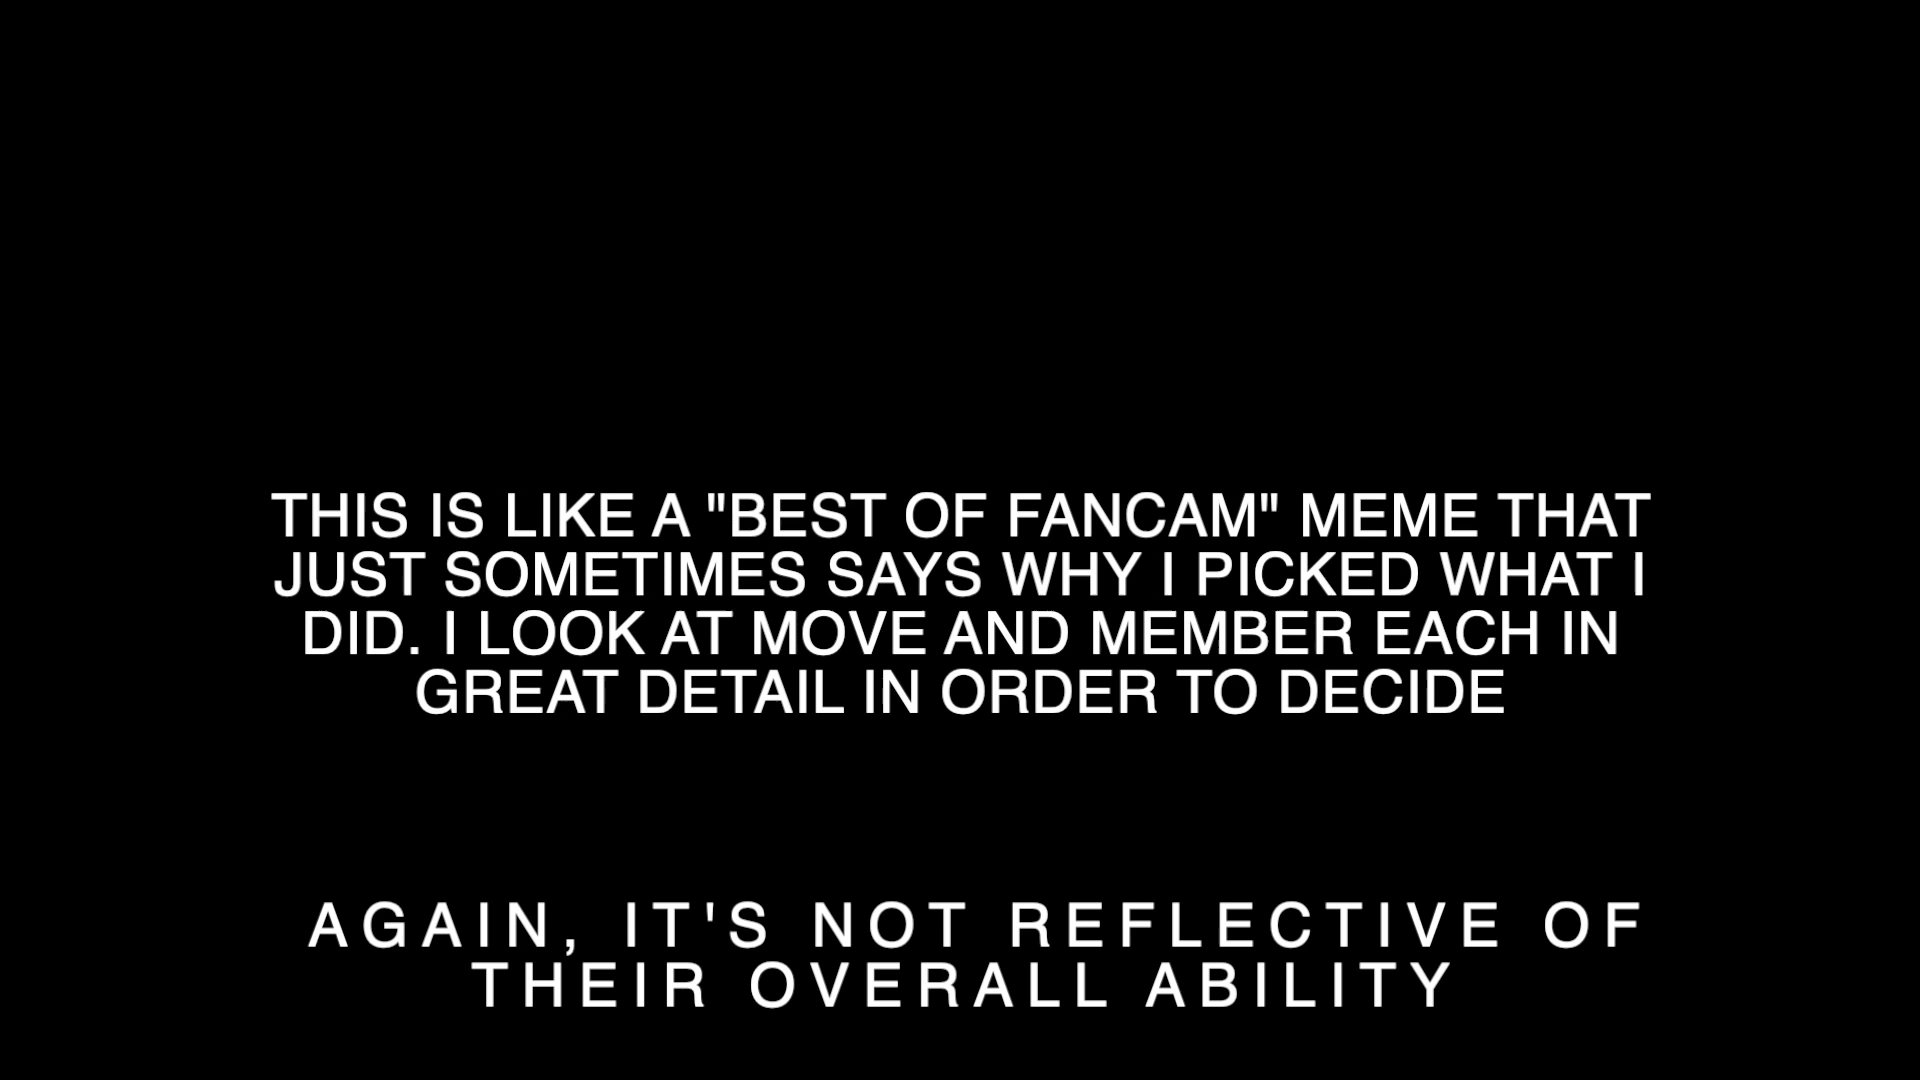 THIS IS LIKE A "BEST OF FANCAM" MEME THAT
JUST SOMETIMES SAYS WHY I PICKED WHAT I
DID. I LOOK AT MOVE AND MEMBER EACH IN
GREAT DETAIL IN ORDER TO DECIDE
AGAIN, IT'S NOT REFLECTIVE OF
THEIR OVERALL ABILITY